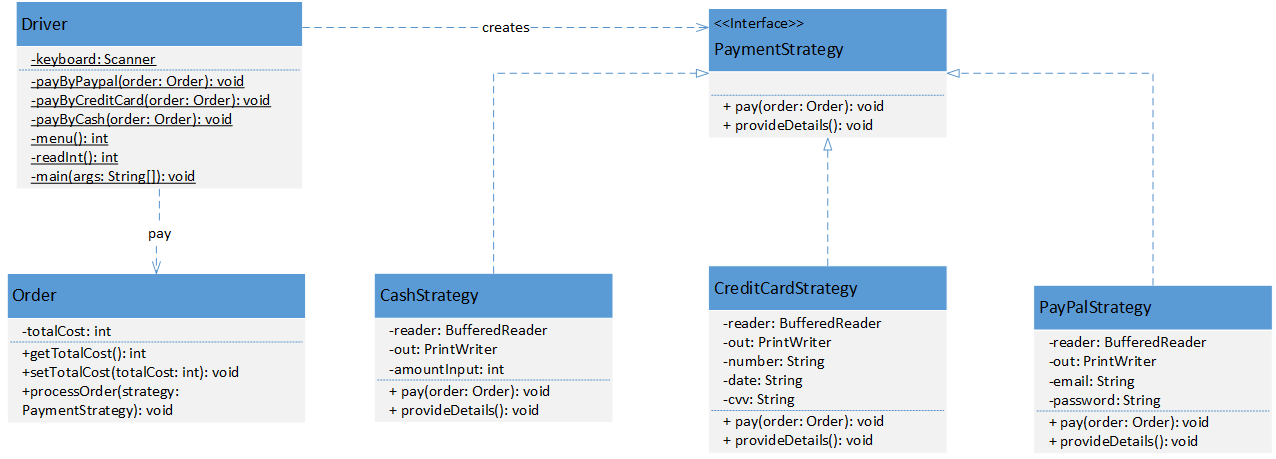 Driver
-keyboard: Scanner
-payByPaypal(order: Order): void
-payByCreditCard(order: Order): void
-payByCash(order: Order): void
-menu(): int
-readInt(): int
-main(args: String[]): void
creates
<<Interface>>
PaymentStrategy
+ pay(order: Order): void
+ provideDetails(): void
pay
Order
-totalCost: int
+getTotalCost(): int
+setTotalCost(totalCost: int): void
+processOrder(strategy:
PaymentStrategy): void
CashStrategy
-reader: BufferedReader
-out: PrintWriter
-amountInput: int
+ pay(order: Order): void
+ provideDetails(): void
CreditCardStrategy
-reader: BufferedReader
-out: PrintWriter
-number: String
-date: String
-cvv: String
+ pay(order: Order): void
+ provideDetails(): void
PayPalStrategy
-reader: BufferedReader
-out: PrintWriter
-email: String
-password: String
+ pay(order: Order): void
+ provideDetails(): void